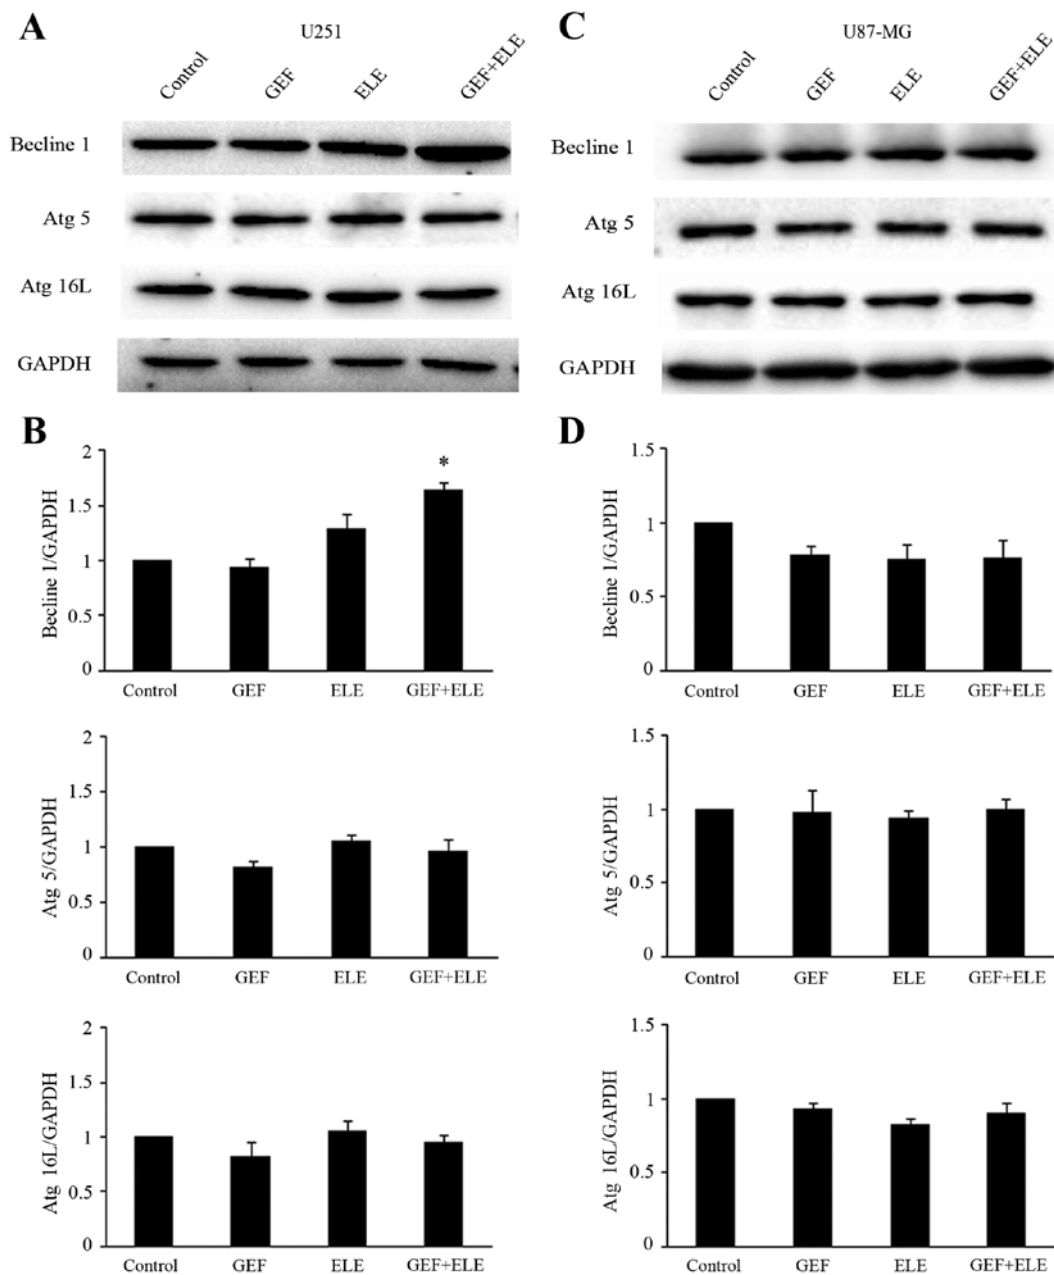 A
U251
Control
GEF
ELE
GEF+ELE
Becline 1
Atg 5
Atg 16L
GAPDH
C
U87-MG
Control
GEF
ELE
GEF+ELE
Becline 1
Atg 5
Atg 16L
GAPDH
B
Becline 1/GAPDH
2
1.5
1
0.5
0
*
Control
GEF
ELE
GEF+ELE
Atg 5/GAPDH
2
1.5
1
0.5
0
Control
GEF
ELE
GEF+ELE
Atg 16L/GAPDH
2
1.5
1
0.5
0
Control
GEF
ELE
GEF+ELE
D
Becline 1/GAPDH
1.5
1
0.5
0
Control
GEF
ELE
GEF+ELE
Atg 5/GAPDH
1.5
1
0.5
0
Control
GEF
ELE
GEF+ELE
Atg 16L/GAPDH
1.5
1
0.5
0
Control
GEF
ELE
GEF+ELE